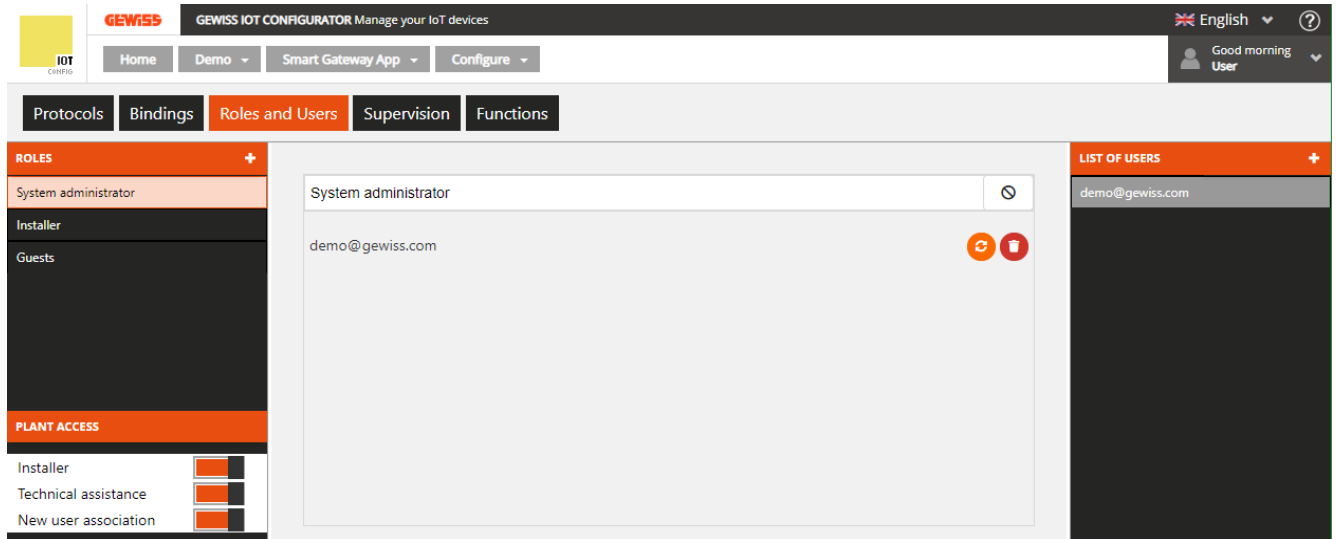 GEWISS
GEWISS IOT CONFIGURATOR Manage your IoT devices
English
?
IOT
CONFIG
Home
Demo
Smart Gateway App
Configure
Good morning
User
Protocols
Bindings
Roles and Users
Supervision
Functions
ROLES
+
System administrator
Installer
Guests
System administrator
demo@gewiss.com
LIST OF USERS
+
demo@gewiss.com
PLANT ACCESS
Installer
Technical assistance
New user association